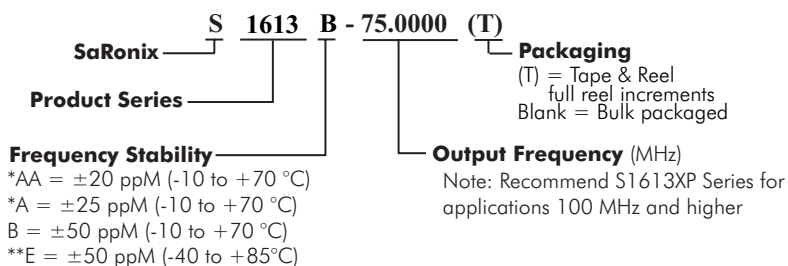 S 1613 B - 75.0000 (T)
SaRonix
Product Series
Frequency Stability
*AA = ±20 ppM (-10 to +70 °C)
*A = ±25 ppM (-10 to +70 °C)
B = ±50 ppM (-10 to +70 °C)
**E = ±50 ppM (-40 to +85°C)
Packaging
(T) = Tape & Reel
full reel increments
Blank = Bulk packaged
Output Frequency (MHz)
Note: Recommend S1613XP Series for
applications 100 MHz and higher